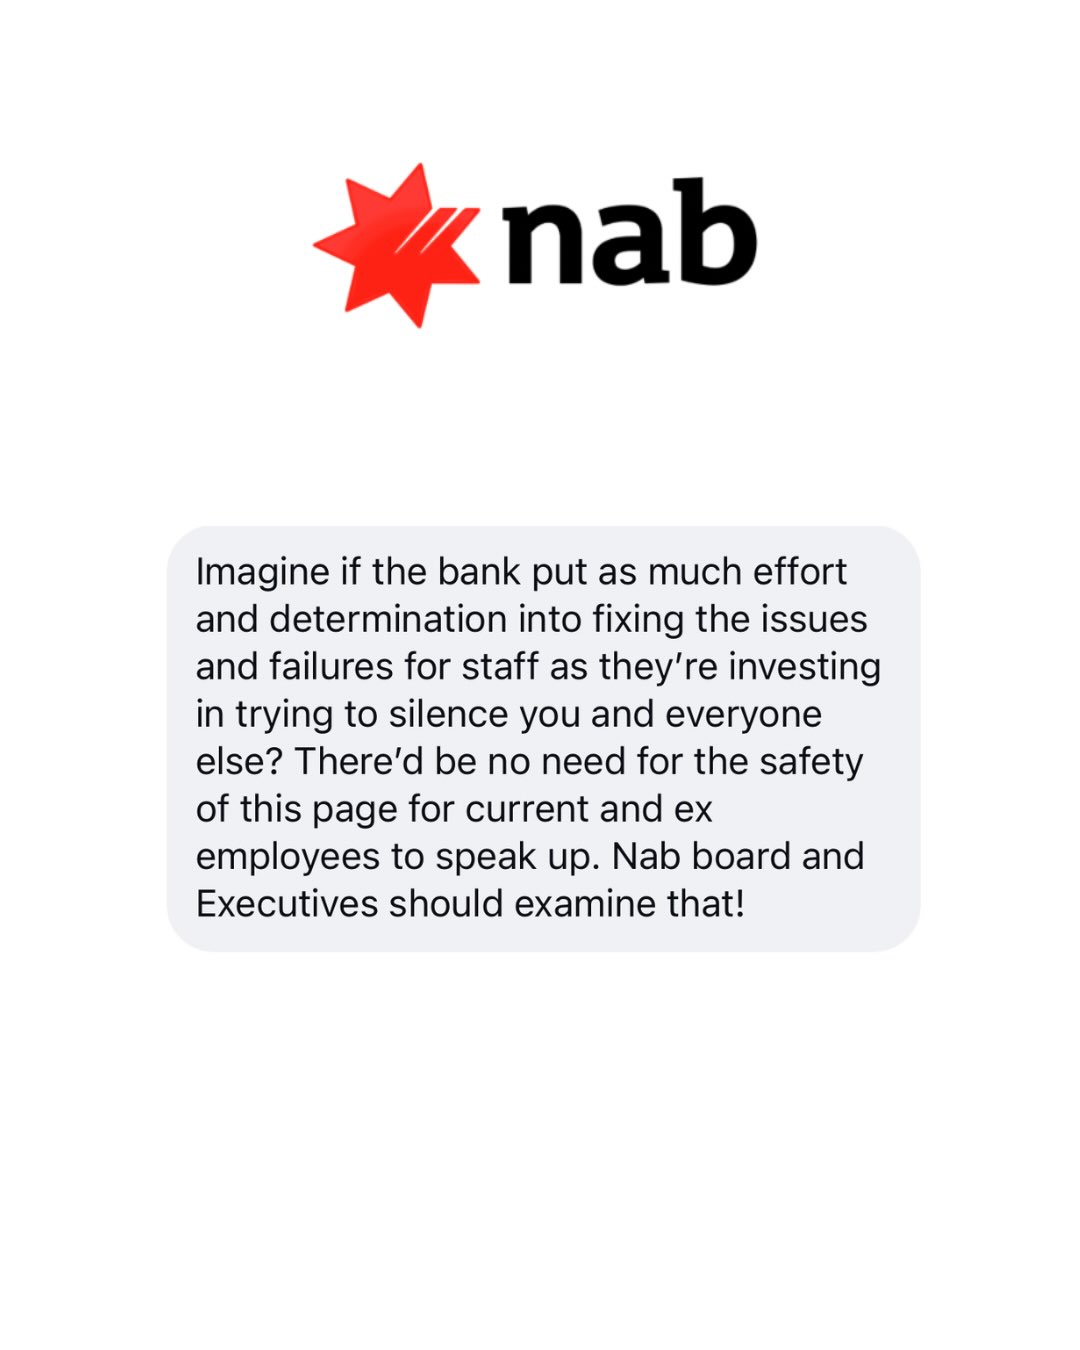 nab
Imagine if the bank put as much effort
and determination into fixing the issues
and failures for staff as they’re investing
in trying to silence you and everyone
else? There’d be no need for the safety
of this page for current and ex
employees to speak up. Nab board and
Executives should examine that!